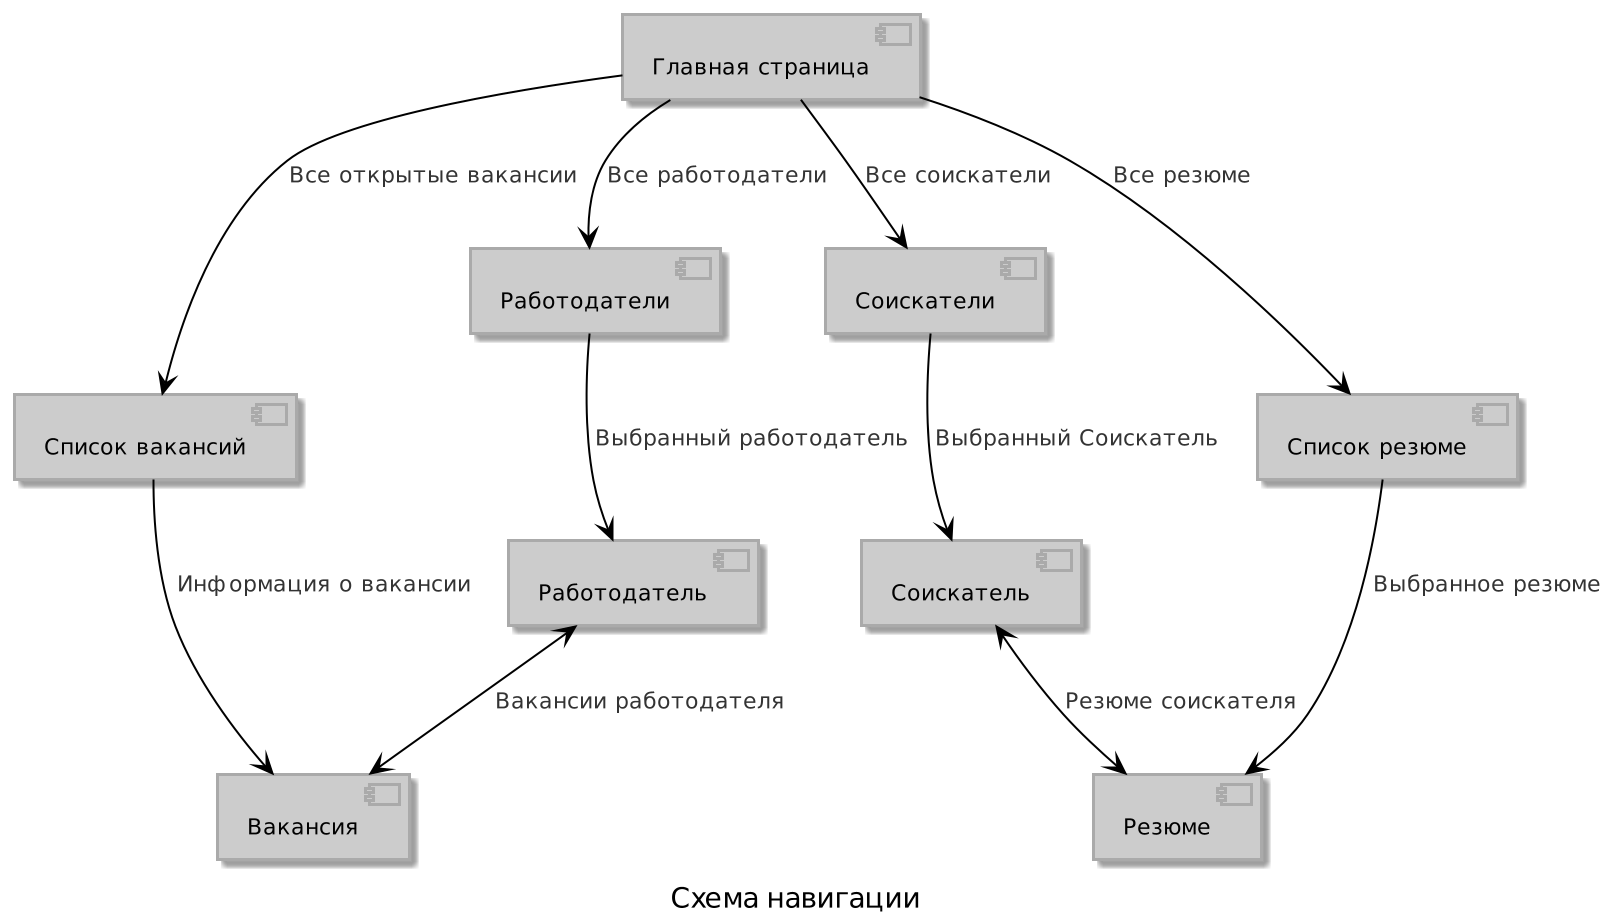 Главная страница
Все открытые вакансии
Все работодатели
Все соискатели
Все резюме
Работодатели
Соискатели
Список вакансий
Выбранный работодатель
Выбранный Соискатель
Список резюме
Информация о вакансии
Работодатель
Соискатель
Выбранное резюме
Вакансии работодателя
Резюме соискателя
Вакансия
Резюме
Схема навигации